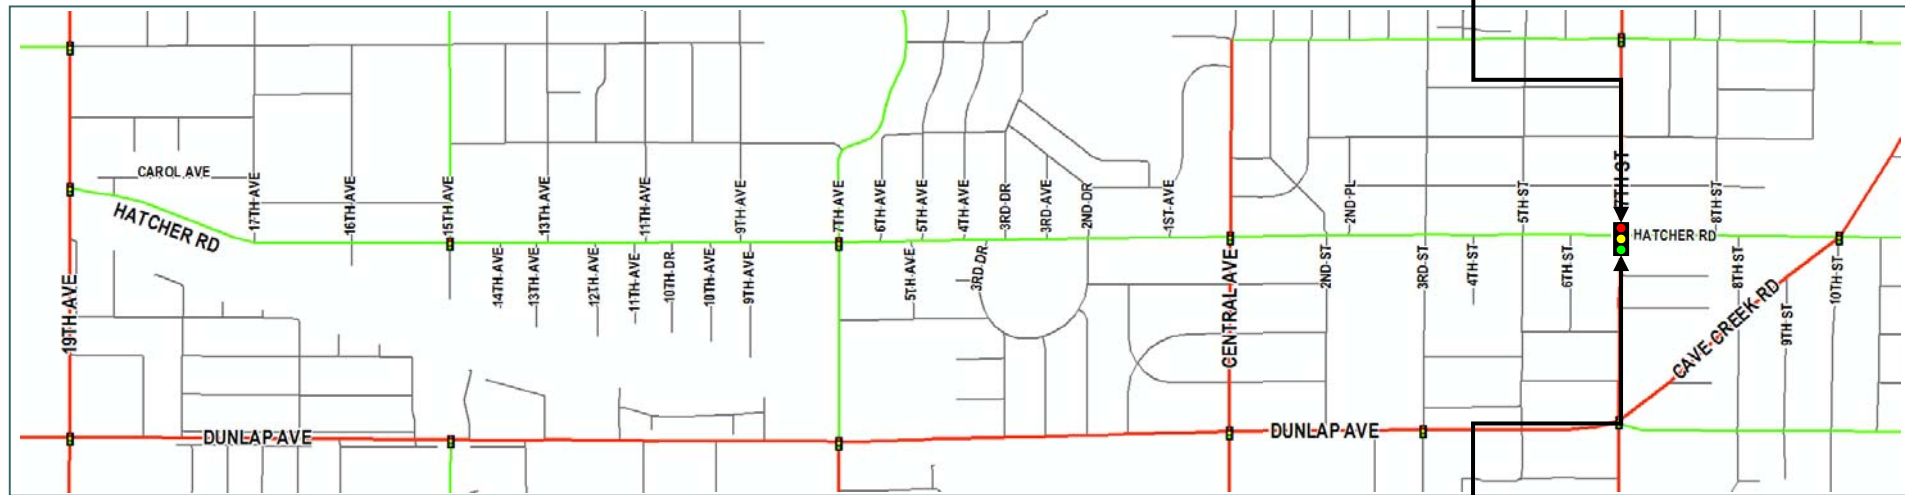 CAROL AVE
HATCHER RD
17TH AVE
16TH AVE
15TH AVE
13TH AVE
11TH AVE
9TH AVE
7TH AVE
6TH AVE
5TH AVE
4TH AVE
3RD DR
3RD AVE
2ND DR
1ST AVE
2ND PL
5TH ST
7TH ST
8TH ST
HATCHER RD
19TH AVE
14TH AVE
13TH AVE
12TH AVE
11TH AVE
10TH DR
10TH AVE
9TH AVE
5TH AVE
3RD DR
CENTRAL AVE
2ND ST
3RD ST
4TH ST
6TH ST
8TH ST
CAVE CREEK RD
9TH ST
10TH ST
DUNLAP AVE
DUNLAP AVE